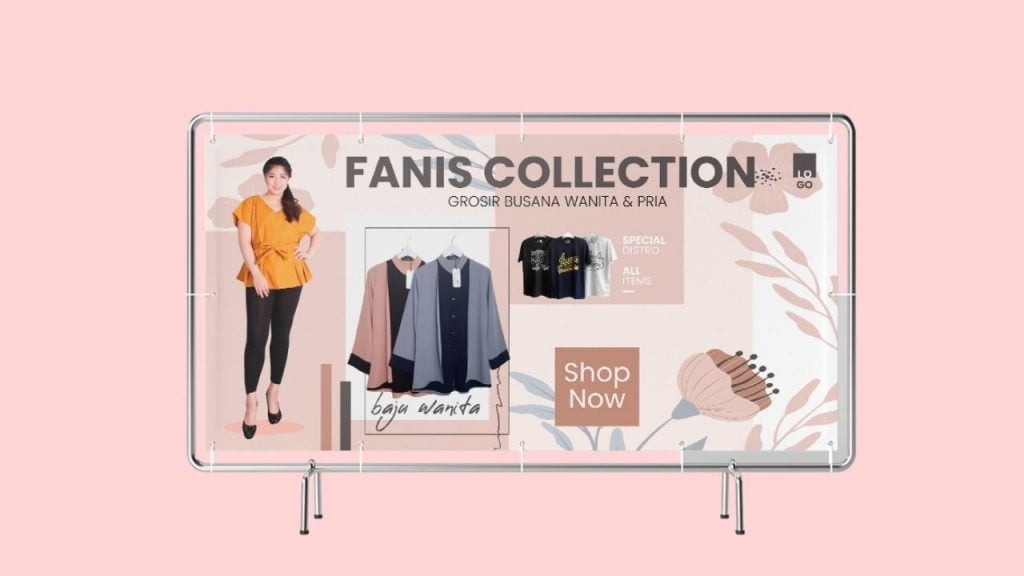 FANIS COLLECTION
LO
GO
GROSIR BUSANA WANITA & PRIA
SPECIAL
DISTRO
ALL
ITEMS
Shop
Now
baju wanita